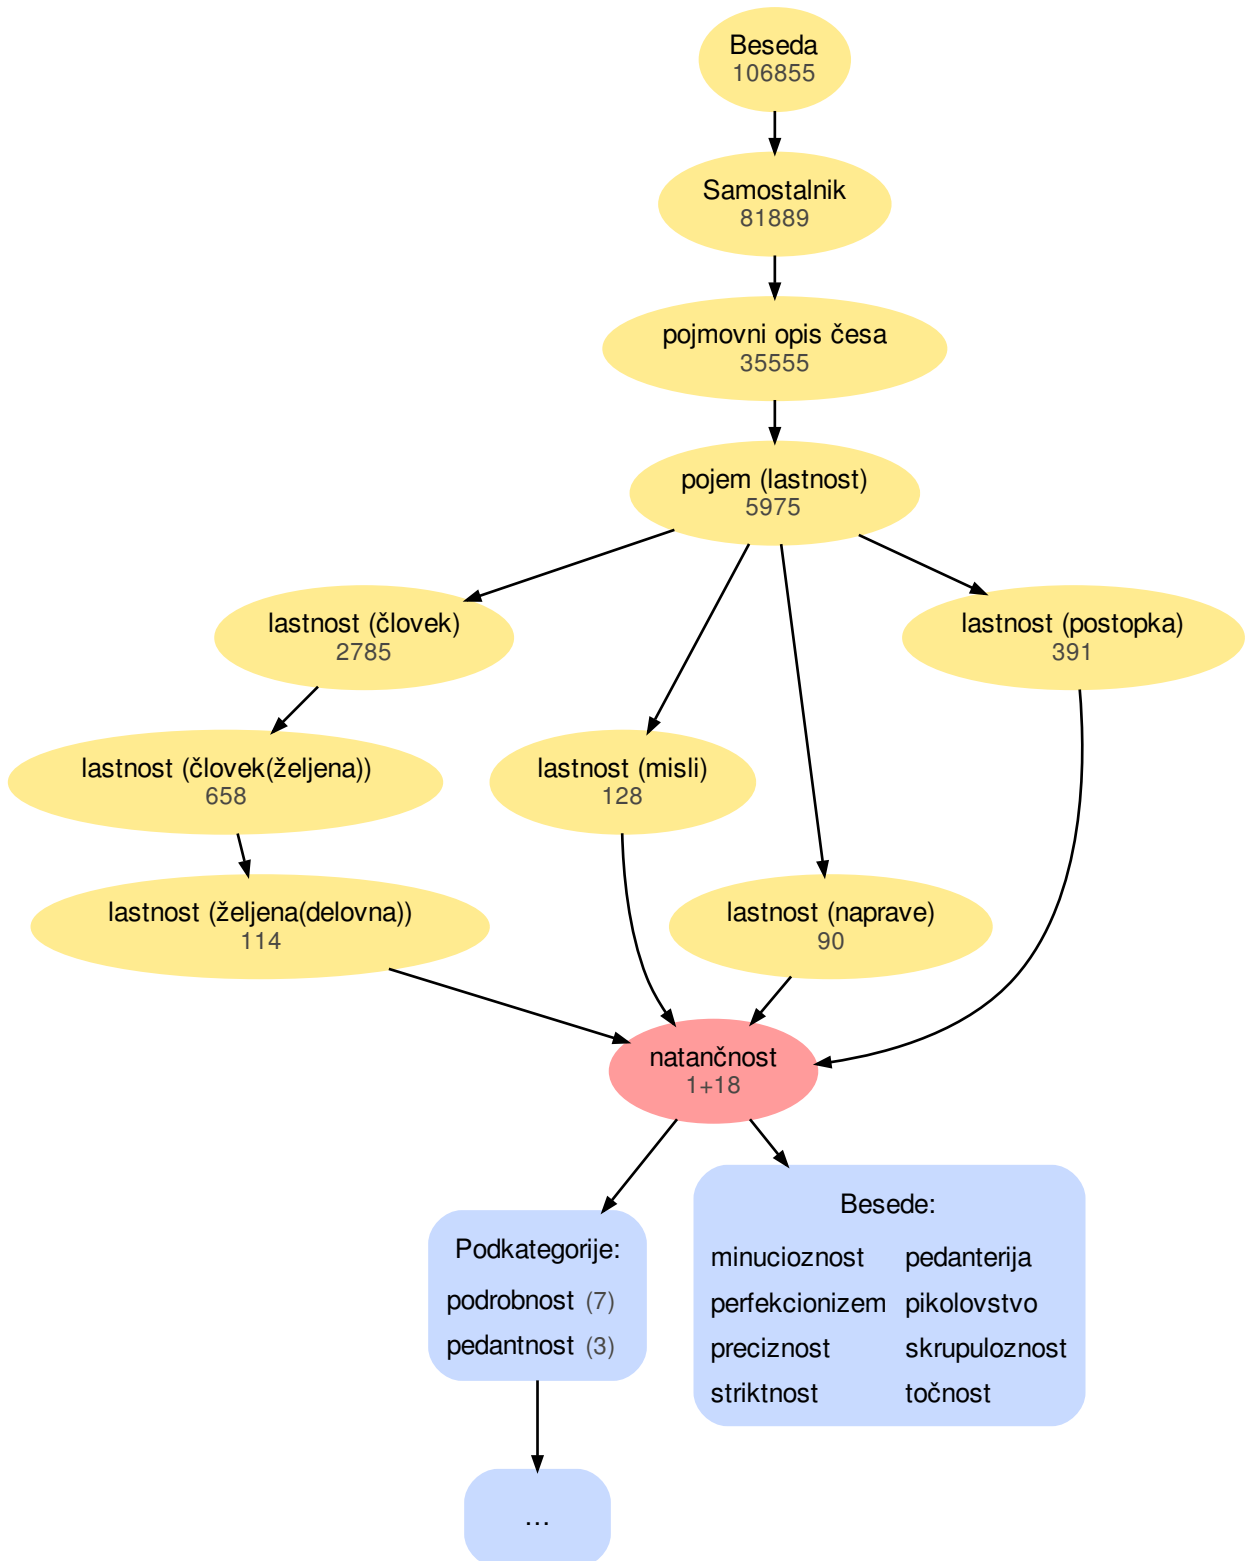 Beseda
106855
Samostalnik
81889
pojmovni opis česa
35555
pojem (lastnost)
5975
lastnost (človek)
2785
lastnost (postopka)
391
lastnost (človek(željena))
658
lastnost (misli)
128
lastnost (željena(delovna))
114
lastnost (naprave)
90
natančnost
1+18
Podkategorije:
podrobnost (7)
pedantnost (3)
Besede:
minucioznost pedanterija
perfekcionizem pikolovstvo
preciznost skrupuloznost
striktnost točnost
...